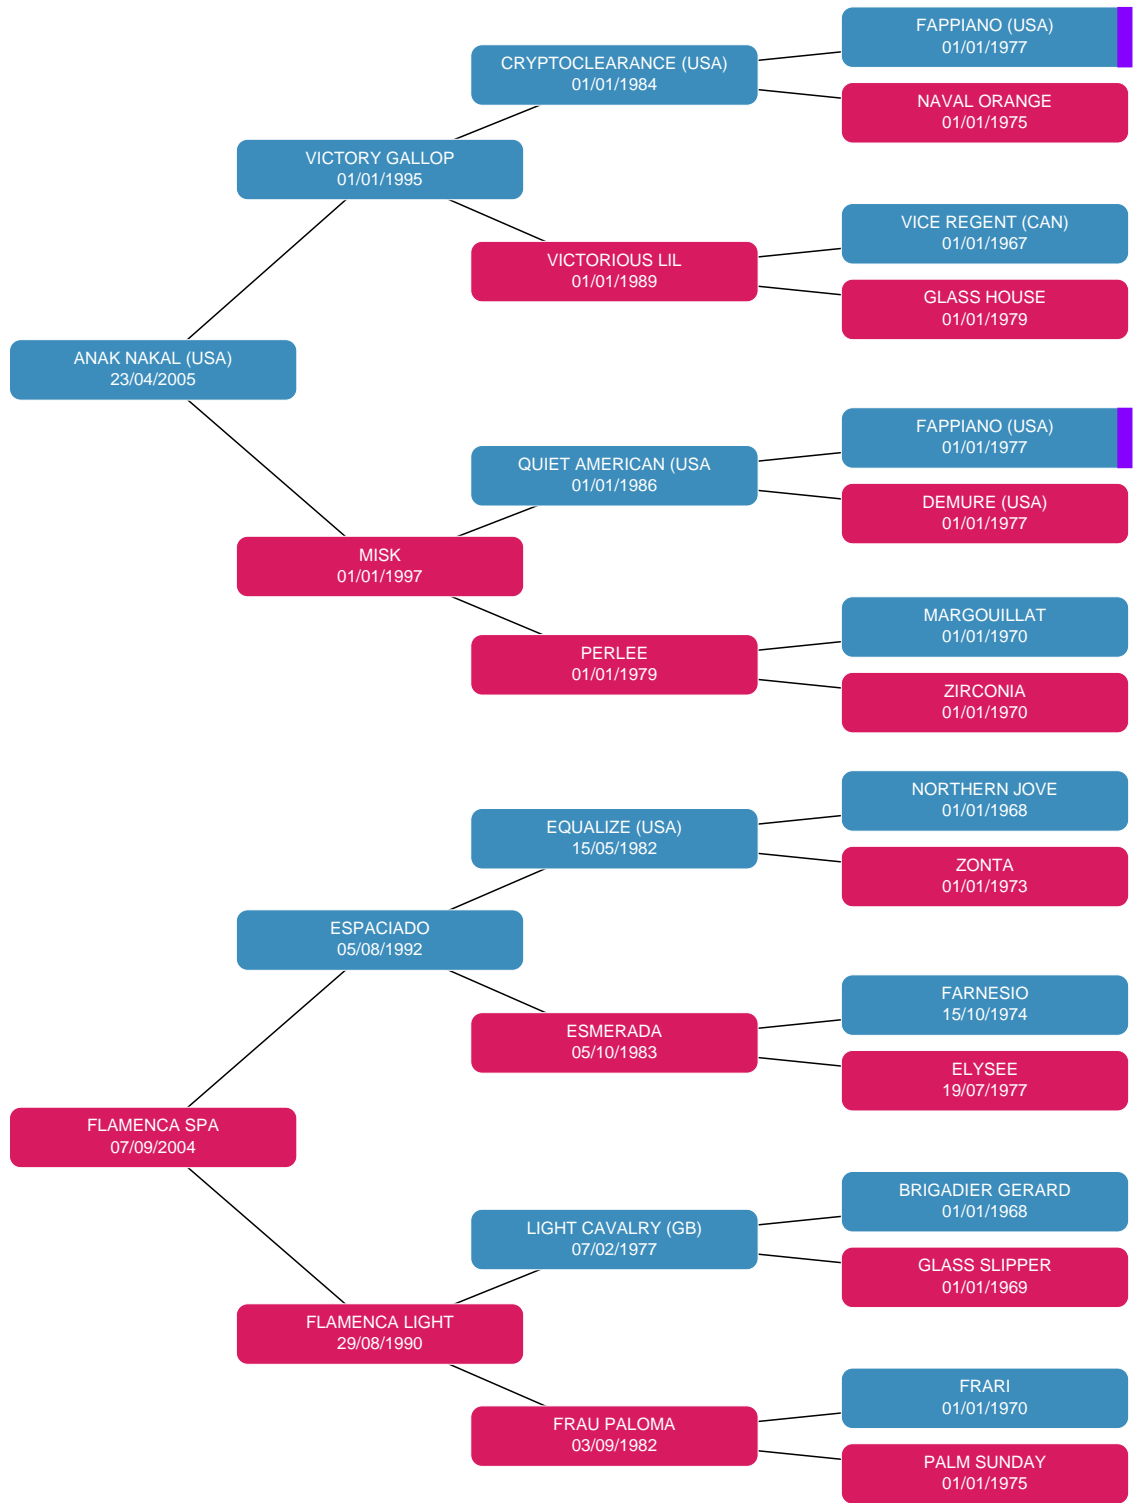 FAPPIANO (USA)
01/01/1977
CRYPTOCLEARANCE (USA)
01/01/1984
NAVAL ORANGE
01/01/1975
VICTORY GALLOP
01/01/1995
VICE REGENT (CAN)
01/01/1967
VICTORIOUS LIL
01/01/1989
GLASS HOUSE
01/01/1979
ANAK NAKAL (USA)
23/04/2005
FAPPIANO (USA)
01/01/1977
QUIET AMERICAN (USA
01/01/1986
DEMURE (USA)
01/01/1977
MISK
01/01/1997
MARGOUILLAT
01/01/1970
PERLEE
01/01/1979
ZIRCONIA
01/01/1970
NORTHERN JOVE
01/01/1968
EQUALIZE (USA)
15/05/1982
ZONTA
01/01/1973
ESPACIADO
05/08/1992
FARNESIO
15/10/1974
ESMERADA
05/10/1983
ELYSEE
19/07/1977
FLAMENCA SPA
07/09/2004
BRIGADIER GERARD
01/01/1968
LIGHT CAVALRY (GB)
07/02/1977
GLASS SLIPPER
01/01/1969
FLAMENCA LIGHT
29/08/1990
FRARI
01/01/1970
FRAU PALOMA
03/09/1982
PALM SUNDAY
01/01/1975